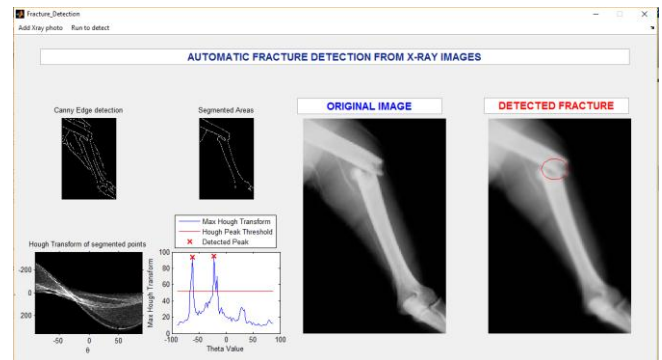 Fracture_Detection
Add Xray photo Run to detect
AUTOMATIC FRACTURE DETECTION FROM X-RAY IMAGES
Canny Edge detection
Segmented Areas
ORIGINAL IMAGE
DETECTED FRACTURE
Max Hough Transform
Hough Peak Threshold
Detected Peak
Hough Transform of segmented points
-200
0
200
-50 0 50
θ
Max Hough Transform
100
80
60
40
20
0
-100 -50 0 50 100
Theta Value